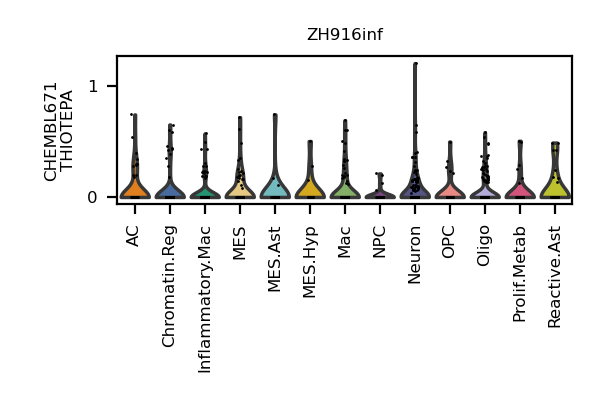 ZH916inf
CHEMBL671
THIOTEPA
1
0
AC
Chromatin.Reg
Inflammatory.Mac
MES
MES.Ast
MES.Hyp
Mac
NPC
Neuron
OPC
Oligo
Prolif.Metab
Reactive.Ast